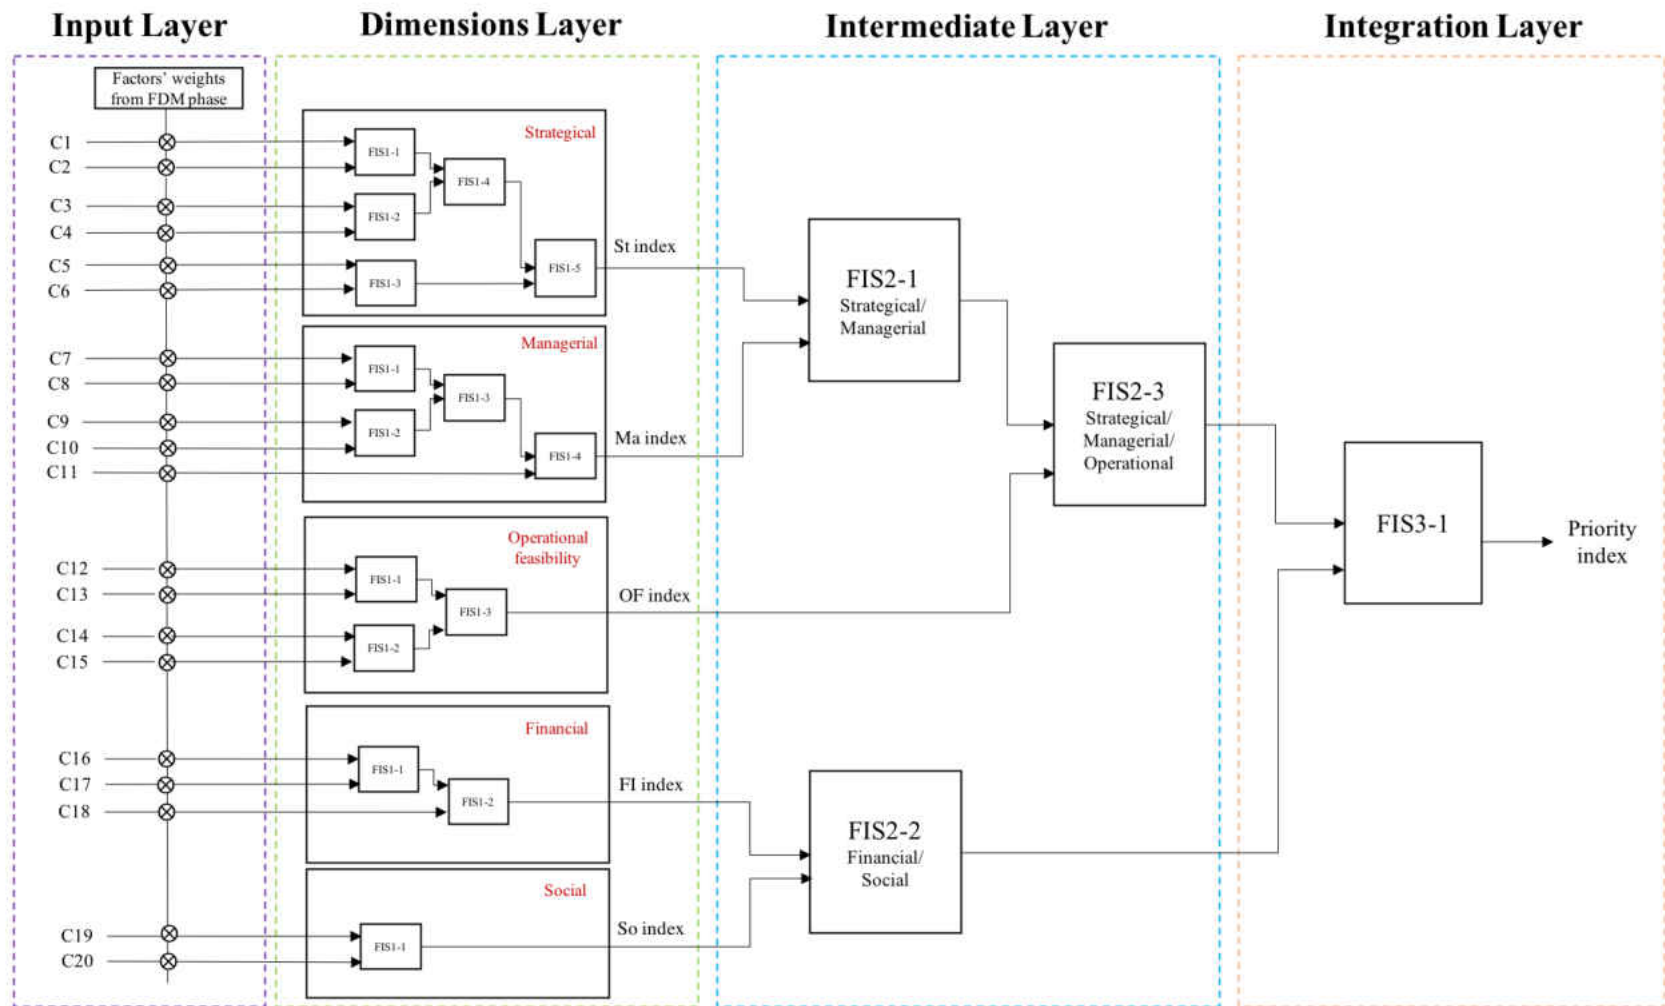 Input Layer
Dimensions Layer
Intermediate Layer
Integration Layer
Factors' weights
from FDM phase
C1
C2
C3
C4
C5
C6
C7
C8
C9
C10
C11
C12
C13
C14
C15
C16
C17
C18
C19
C20
Strategical
FIS1-1
FIS1-2
FIS1-3
FIS1-4
FIS1-5
St index
Managerial
FIS1-1
FIS1-2
FIS1-3
FIS1-4
Ma index
Operational
feasibility
FIS1-1
FIS1-2
FIS1-3
OF index
Financial
FIS1-1
FIS1-2
FI index
Social
FIS1-1
So index
FIS2-1
Strategical/
Managerial
FIS2-3
Strategical/
Managerial/
Operational
FIS2-2
Financial/
Social
FIS3-1
Priority
index